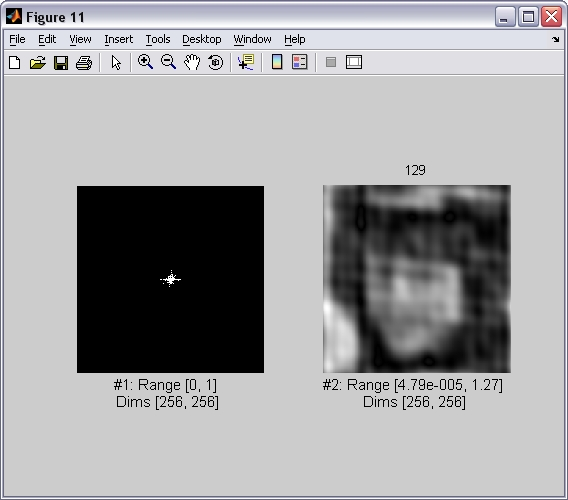 Figure 11
File Edit View Insert Tools Desktop Window Help
129
#1: Range [0, 1]
Dims [256, 256]
#2: Range [4.79e-005, 1.27]
Dims [256, 256]